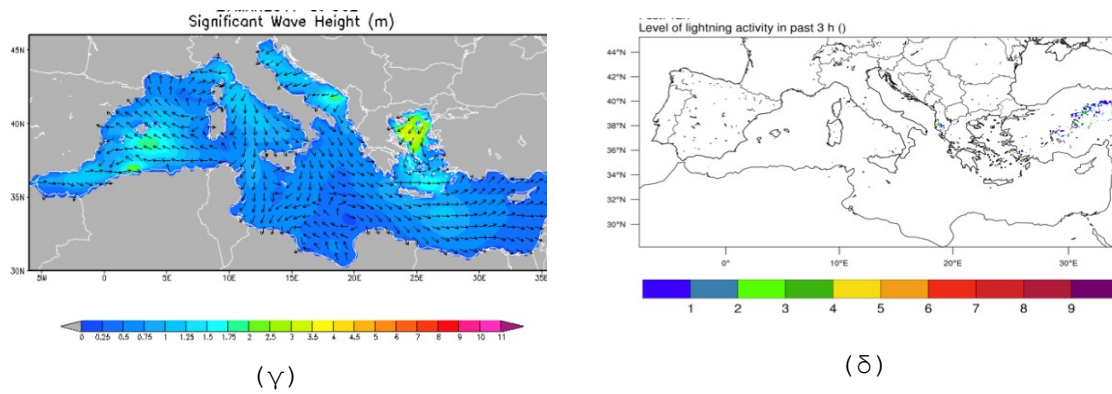 Significant Wave Height (m)
45N
40N
35N
30N
5W 0 5E 10E 15E 20E 25E 30E 35E
0 0.25 0.5 0.75 1 1.25 1.5 1.75 2 2.5 3 3.5 4 4.5 5 6 7 8 9 10 11
(γ)
Level of lightning activity in past 3 h ()
44°N
42°N
40°N
38°N
36°N
34°N
32°N
30°N
0° 10°E 20°E 30°E
1 2 3 4 5 6 7 8 9
(δ)